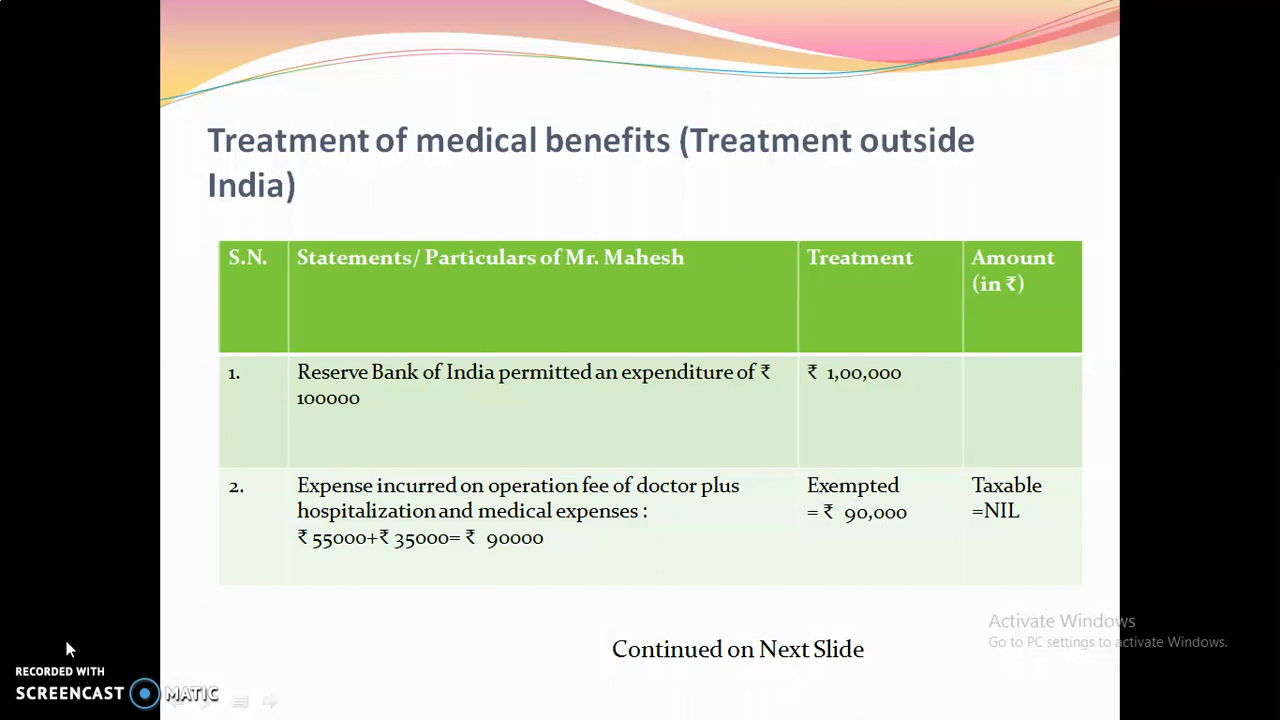 Treatment of medical benefits (Treatment outside
India)
S.N.
Statements/ Particulars of Mr. Mahesh
Treatment
Amount
(in ₹)
1.
Reserve Bank of India permitted an expenditure of ₹
100000
₹ 1,00,000
2.
Expense incurred on operation fee of doctor plus
hospitalization and medical expenses :
₹ 55000+₹ 35000= ₹ 90000
Exempted
= ₹ 90,000
Taxable
=NIL
Continued on Next Slide
Activate Windows
Go to PC settings to activate Windows.
RECORDED WITH
SCREENCAST MATIC